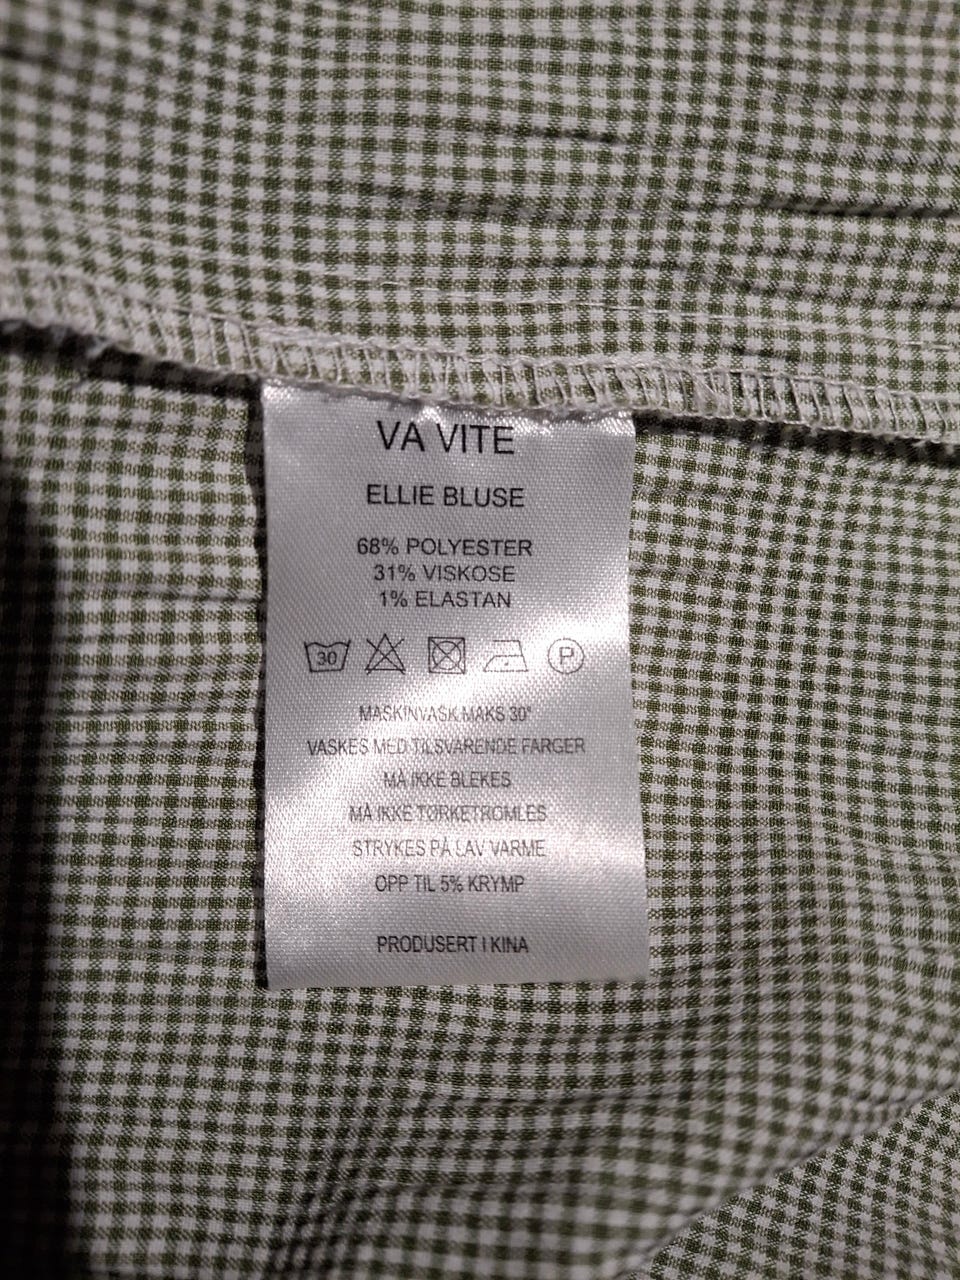 VA VITE
ELLIE BLUSE
68% POLYESTER
31% VISKOSE
1% ELASTAN
30 P
MASKINVASK MAKS 30°
VASKES MED TILSVARENDE FARGER
MÅ IKKE BLEKES
MÅ IKKE TØRKETROMLES
STRYKES PÅ LAV VARME
OPP TIL 5% KRYMP
PRODUSERT I KINA